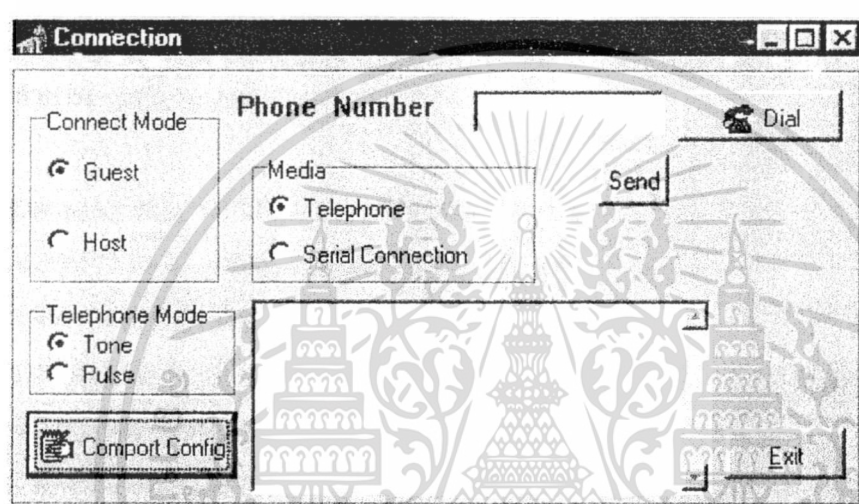 Connection
Phone Number
Dial
Connect Mode
Guest
Host
Media
Telephone
Serial Connection
Send
Telephone Mode
Tone
Pulse
Comport Config
Exit